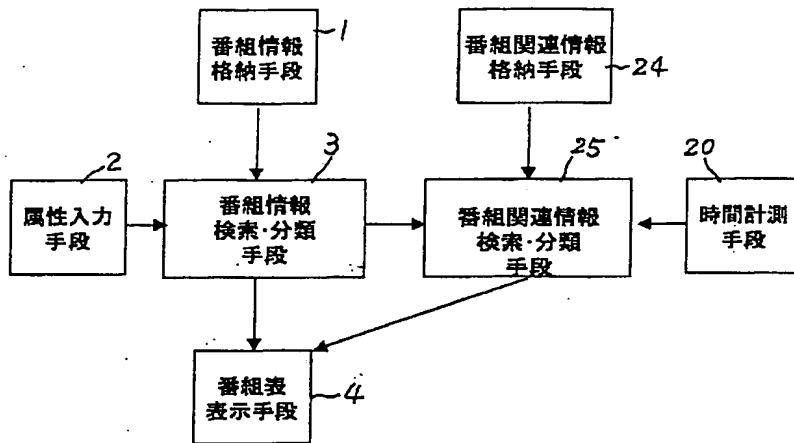 番組情報
格納手段
1
番組関連情報
格納手段
24
2
属性入力
手段
3
番組情報
検索・分類
手段
25
番組関連情報
検索・分類
手段
20
時間計測
手段
番組表
表示手段
4